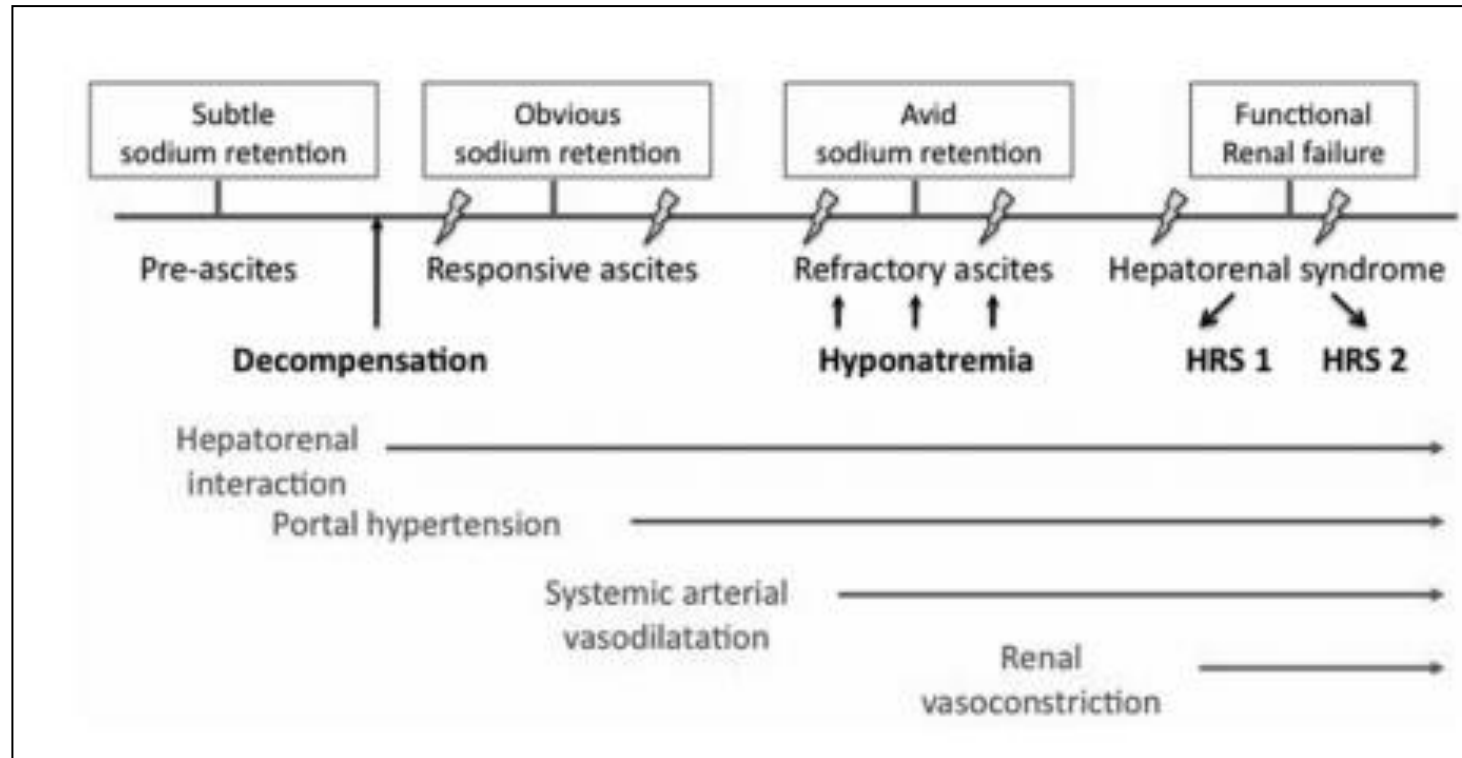 Subtle
sodium retention
Obvious
sodium retention
Avid
sodium retention
Functional
Renal failure
Pre-ascites
Responsive ascites
Refractory ascites
Hepatorenal syndrome
Decompensation
Hyponatremia
HRS 1
HRS 2
Hepatorenal
interaction
Portal hypertension
Systemic arterial
vasodilatation
Renal
vasoconstriction